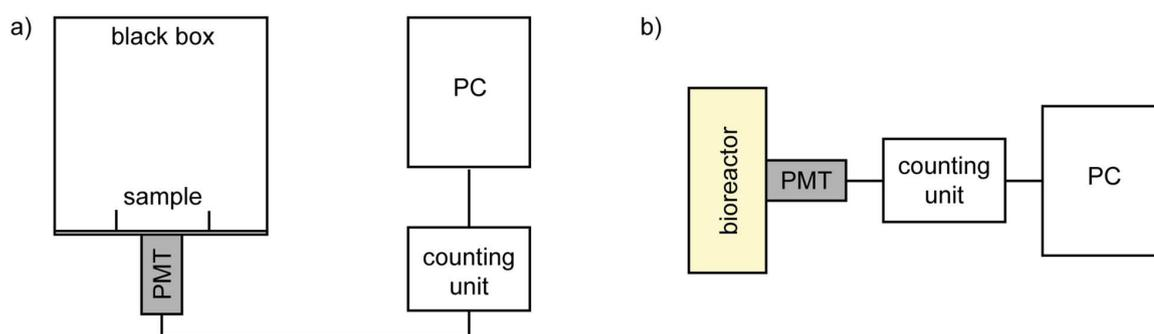 a)
black box
sample
PMT
PC
counting
unit
b)
bioreactor
PMT
counting
unit
PC